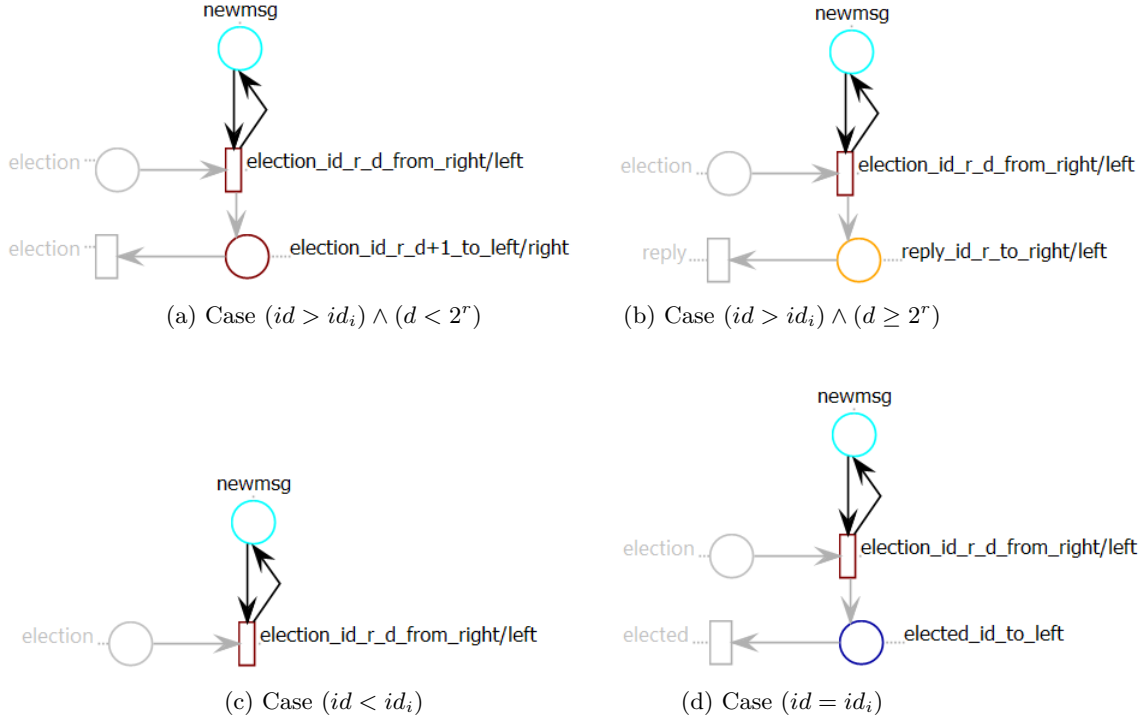 newmsg
election
election_id_r_d_from_right/left
election
election_id_r_d+1_to_left/right
(a) Case (id > id_i) ∧ (d < 2^r)
newmsg
election
election_id_r_d_from_right/left
reply
reply_id_r_to_right/left
(b) Case (id > id_i) ∧ (d ≥ 2^r)
newmsg
election
election_id_r_d_from_right/left
(c) Case (id < id_i)
newmsg
election
election_id_r_d_from_right/left
elected
elected_id_to_left
(d) Case (id = id_i)